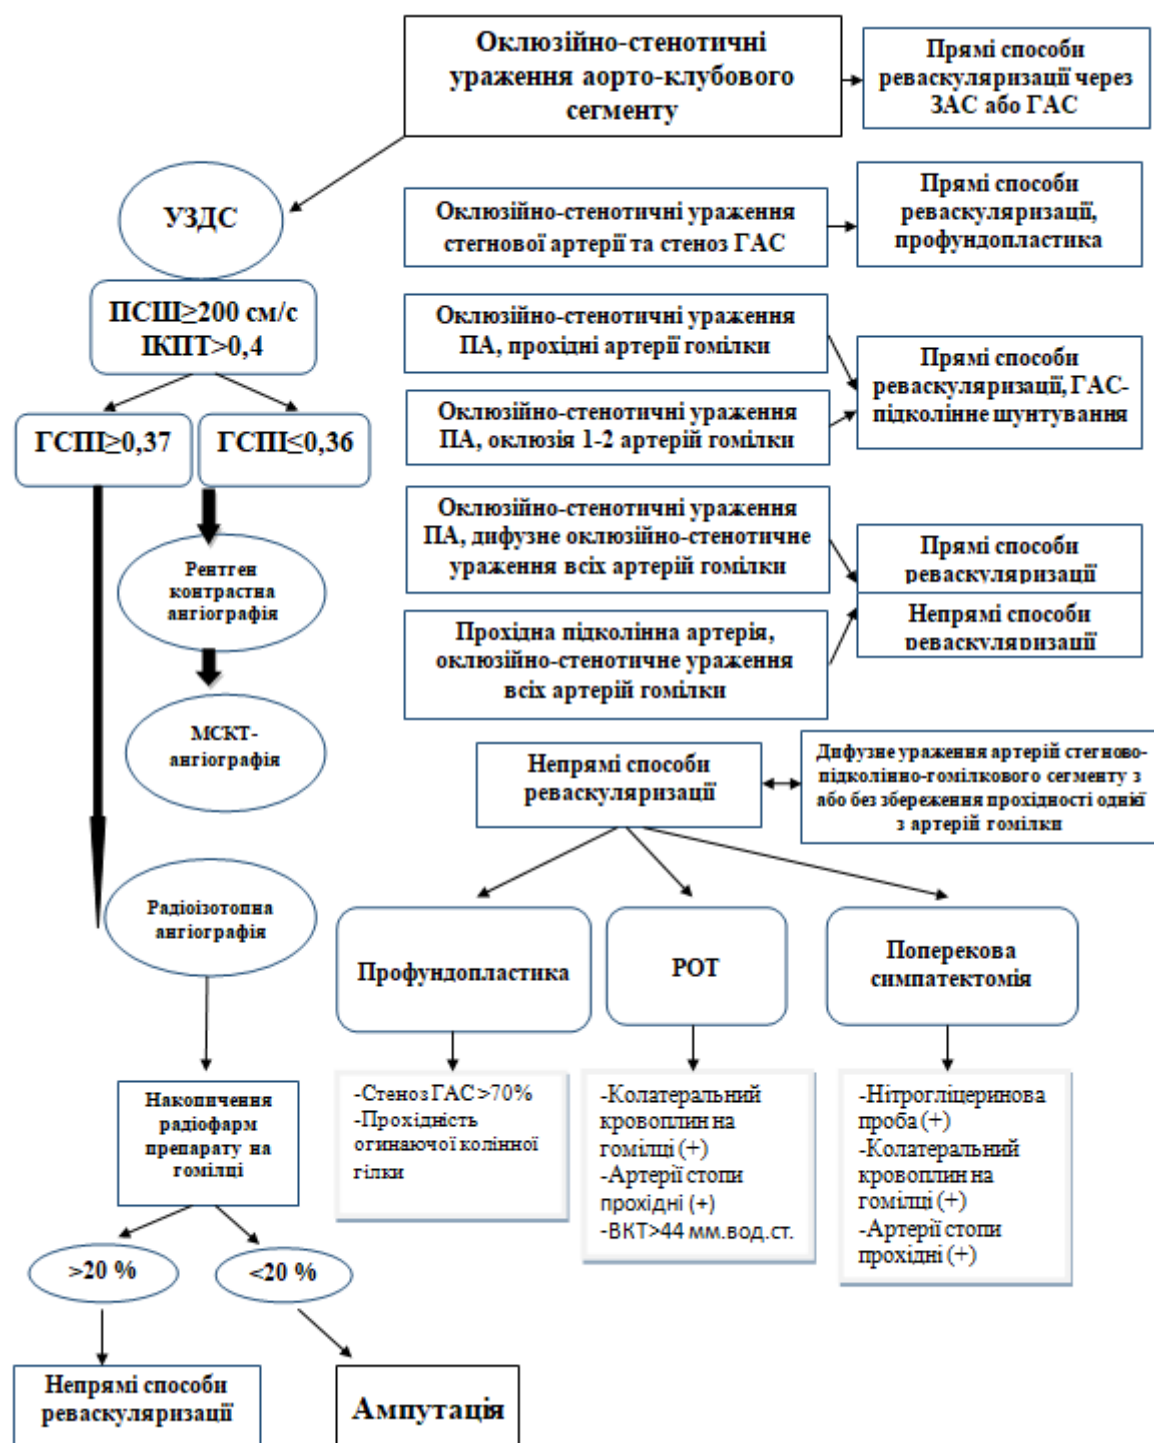 Оклюзійно-стенотичні
ураження аорто-клубового
сегменту
Прямі способи
реваскуляризації через
ЗАС або ГАС
УЗДС
Оклюзійно-стенотичні ураження
стегнової артерії та стеноз ГАС
Прямі способи
реваскуляризації,
профундопластика
ПСШ≥200 см/с
ІКПТ>0,4
Оклюзійно-стенотичні ураження
ПА, прохідні артерії гомілки
Прямі способи
реваскуляризації, ГАС-
підколінне шунтування
ГСПІ≥0,37
ГСПІ≤0,36
Оклюзійно-стенотичні ураження
ПА, оклюзія 1-2 артерій гомілки
Оклюзійно-стенотичні ураження
ПА, дифузне оклюзійно-стенотичне
ураження всіх артерій гомілки
Прямі способи
реваскуляризації
Непрямі способи
реваскуляризації
Рентген
контрастна
ангіографія
Прохідна підколінна артерія,
оклюзійно-стенотичне ураження
всіх артерій гомілки
МСКТ-
ангіографія
Непрямі способи
реваскуляризації
Дифузне ураження артерій стегново-
підколінно-гомілкового сегменту з
або без збереження прохідності однієї
з артерій гомілки
Радіоізотопна
ангіографія
Профундопластика
РОТ
Поперекова
симпатектомія
Накопичення
радіофарм
препарату на
гомілці
-Стеноз ГАС >70%
-Прохідність
огинаючої колінної
гілки
-Колатеральний
кровоплин на
гомілці (+)
-Артерії стопи
прохідні (+)
-ВКТ>44 мм.вод.ст.
-Нітрогліцеринова
проба (+)
-Колатеральний
кровоплин на
гомілці (+)
-Артерії стопи
прохідні (+)
>20 %
<20 %
Непрямі способи
реваскуляризації
Ампутація